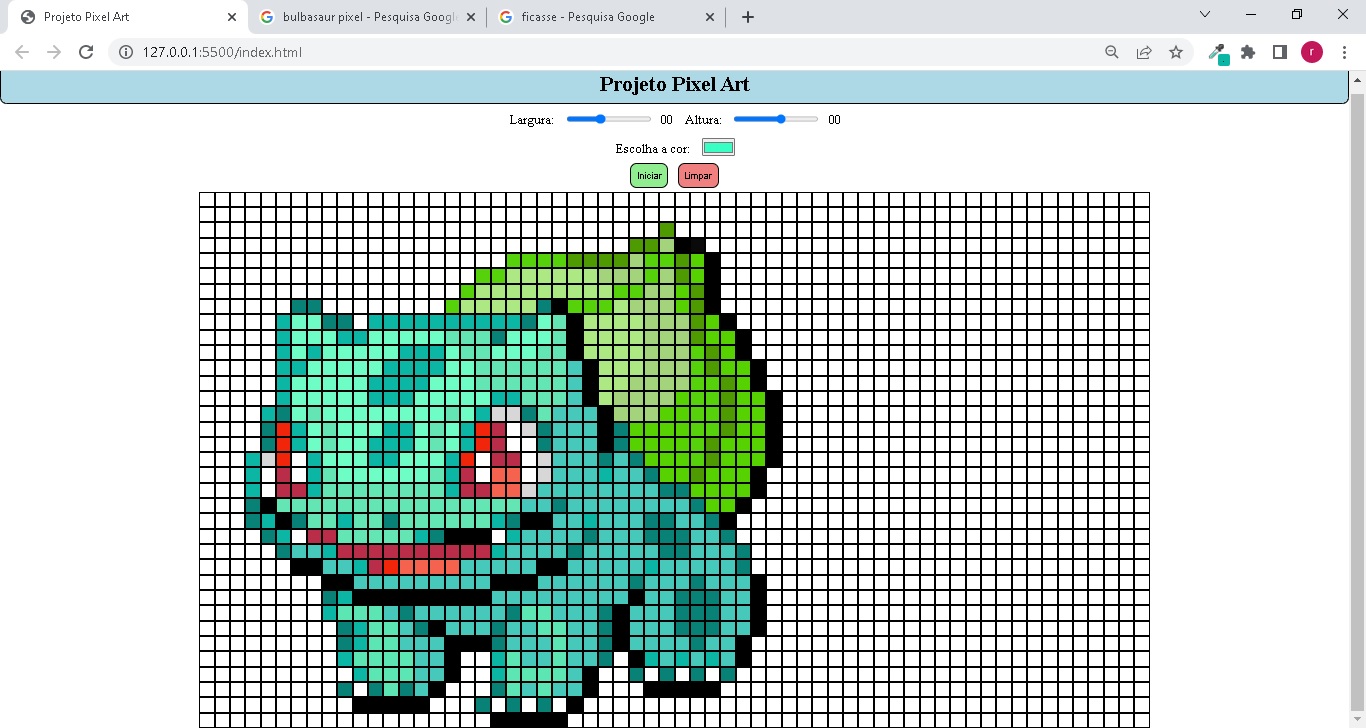 Projeto Pixel Art
bulbasaur pixel - Pesquisa Googl
ficasse - Pesquisa Google
127.0.0.1:5500/index.html
r
Projeto Pixel Art
Largura: 00 Altura: 00
Escolha a cor:
Iniciar Limpar